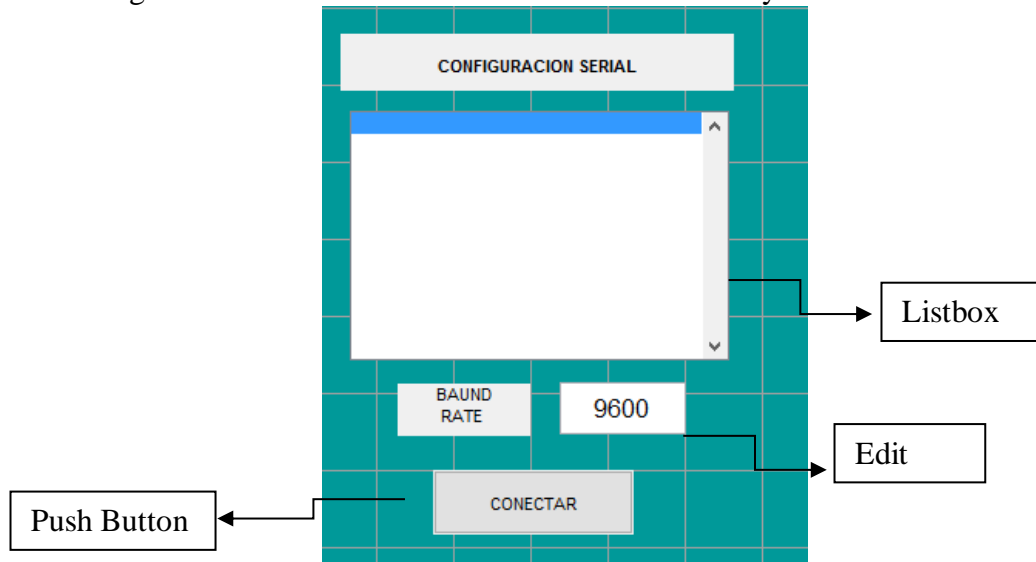 CONFIGURACION SERIAL
Listbox
BAUND
RATE
9600
Edit
CONECTAR
Push Button